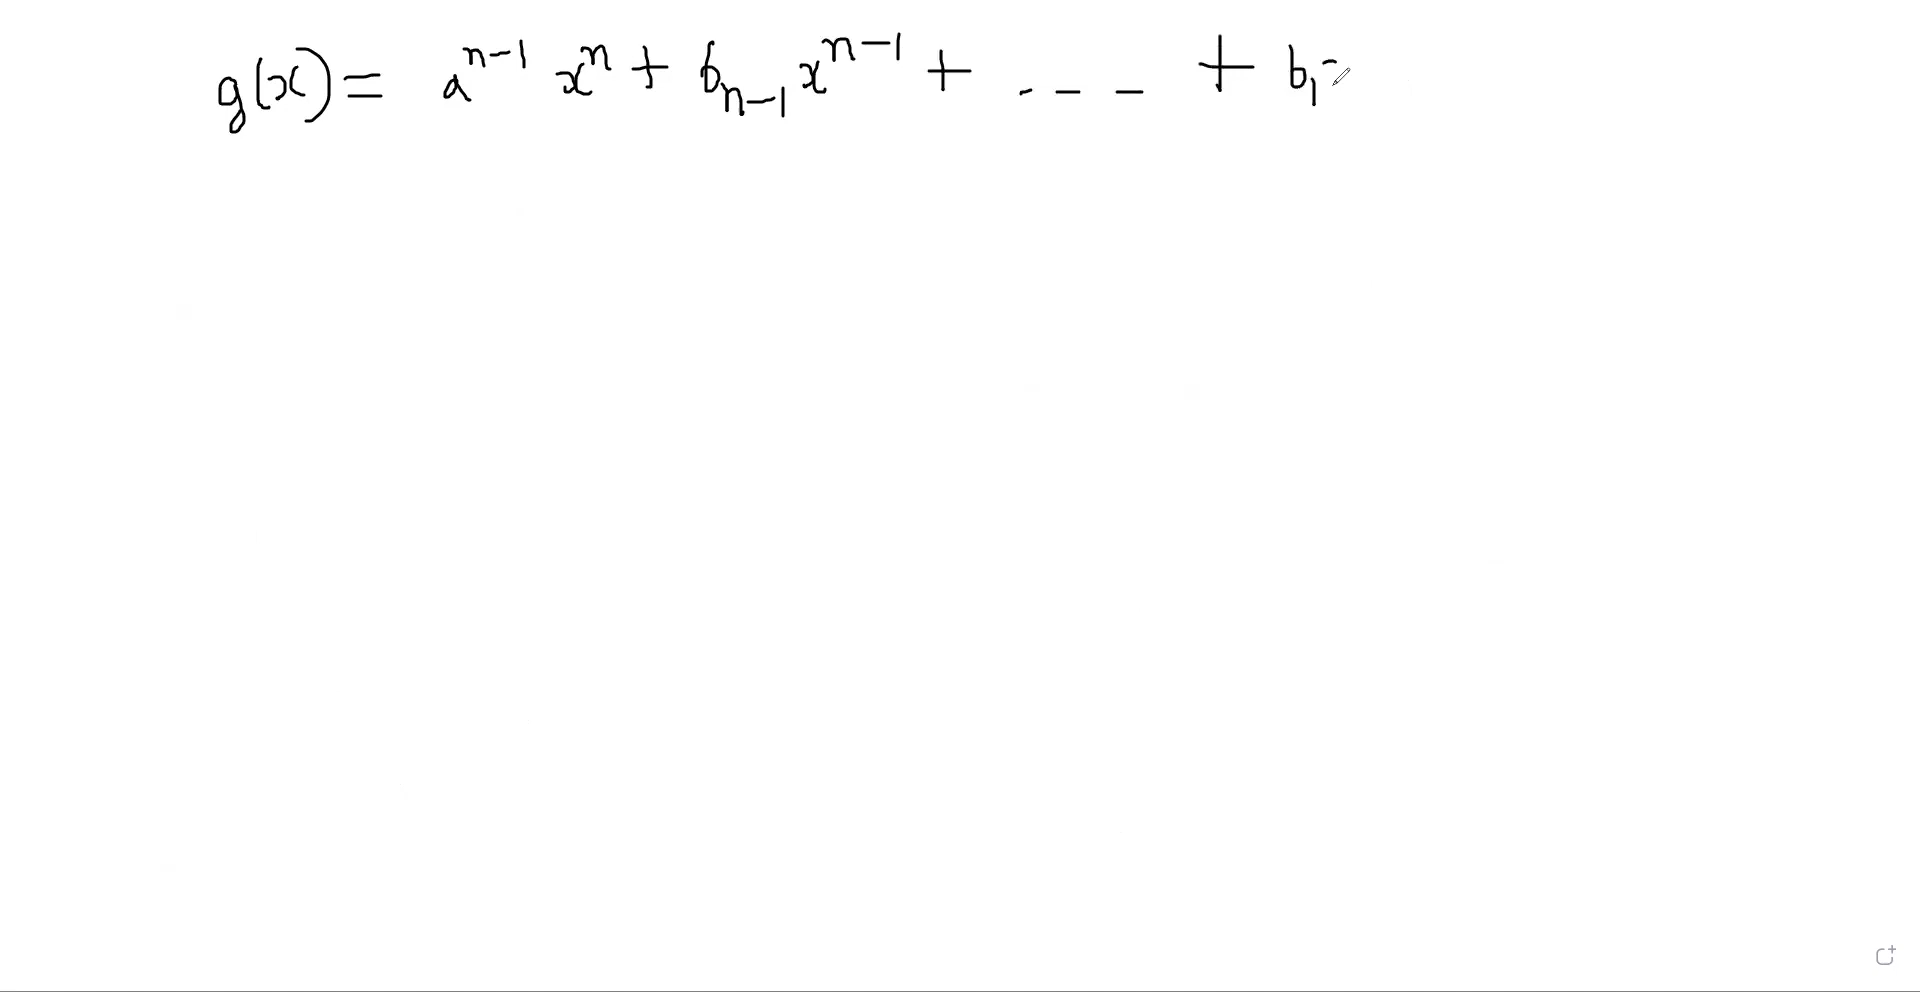 g(x) = a^{n-1} x^n + b_{n-1} x^{n-1} + . - - + b_1